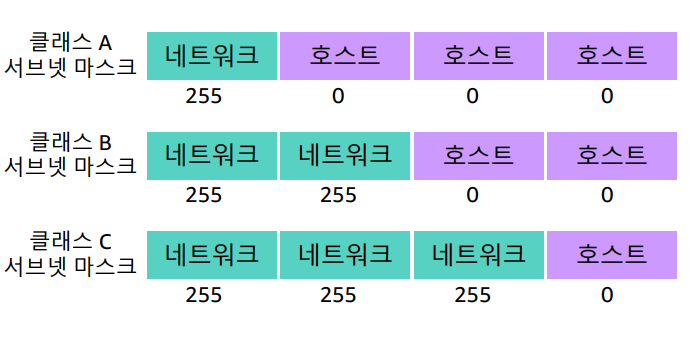 클래스 A
서브넷 마스크
네트워크 호스트 호스트 호스트
255 0 0 0
클래스 B
서브넷 마스크
네트워크 네트워크 호스트 호스트
255 255 0 0
클래스 C
서브넷 마스크
네트워크 네트워크 네트워크 호스트
255 255 255 0